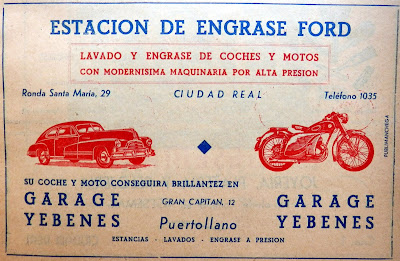 ESTACION DE ENGRASE FORD
LAVADO Y ENGRASE DE COCHES Y MOTOS
CON MODERNISIMA MAQUINARIA POR ALTA PRESION
Ronda Santa María, 29 CIUDAD REAL Teléfono 1035
PUBLIMANCHEGA
SU COCHE Y MOTO CONSEGUIRA BRILLANTEZ EN
GARAGE YEBENES
GRAN CAPITAN, 12
Puertollano
GARAGE YEBENES
ESTANCIAS - LAVADOS - ENGRASE A PRESION